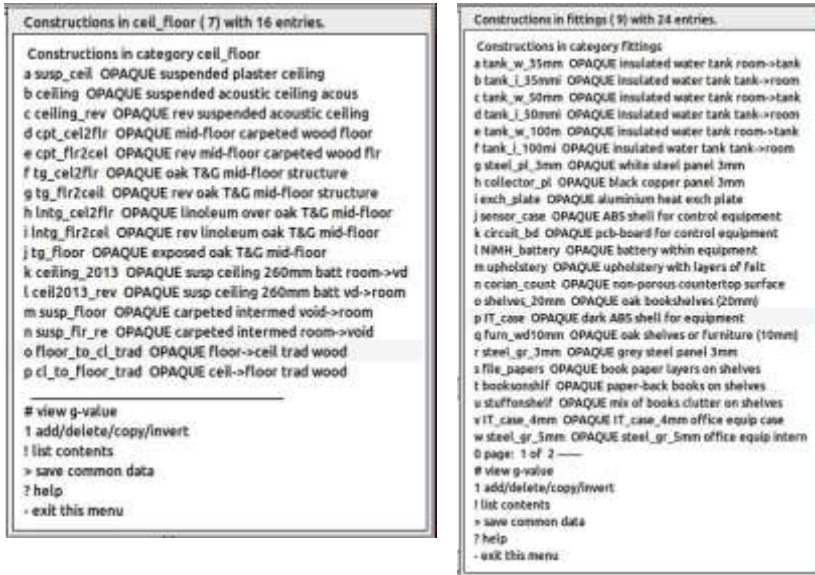 Constructions in ceil_floor ( 7) with 16 entries.
Constructions in category ceil_floor
a susp_ceil OPAQUE suspended plaster ceiling
b ceiling OPAQUE suspended acoustic ceiling acous
c ceiling_rev OPAQUE rev suspended acoustic ceiling
d cpt_cel2flr OPAQUE mid-floor carpeted wood floor
e cpt_flr2cel OPAQUE rev mid-floor carpeted wood flr
f tg_cel2flr OPAQUE oak T&G mid-floor structure
g tg_flr2ceil OPAQUE rev oak T&G mid-floor structure
h lntg_cel2flr OPAQUE linoleum over oak T&G mid-floor
i lntg_flr2cel OPAQUE rev linoleum oak T&G mid-floor
j tg_floor OPAQUE exposed oak T&G mid-floor
k ceiling_2013 OPAQUE susp ceiling 260mm batt room->vd
l ceil2013_rev OPAQUE susp ceiling 260mm batt vd->room
m susp_floor OPAQUE carpeted intermed void->room
n susp_flr_re OPAQUE carpeted intermed room->void
o floor_to_cl_trad OPAQUE floor->ceil trad wood
p cl_to_floor_trad OPAQUE ceil->floor trad wood
# view g-value
1 add/delete/copy/invert
! list contents
> save common data
? help
- exit this menu
Constructions in fittings ( 9) with 24 entries.
Constructions in category fittings
a tank_w_35mm OPAQUE insulated water tank room->tank
b tank_i_35mmi OPAQUE insulated water tank tank->room
c tank_w_50mm OPAQUE insulated water tank room->tank
d tank_i_50mmi OPAQUE insulated water tank tank->room
e tank_w_100m OPAQUE insulated water tank room->tank
f tank_i_100mi OPAQUE insulated water tank tank->room
g steel_pl_3mm OPAQUE white steel panel 3mm
h collector_pl OPAQUE black copper panel 3mm
i exch_plate OPAQUE aluminium heat exch plate
j sensor_case OPAQUE ABS shell for control equipment
k circuit_bd OPAQUE pcb-board for control equipment
l NiMH_battery OPAQUE battery within equipment
m upholstery OPAQUE upholstery with layers of felt
n corian_count OPAQUE non-porous countertop surface
o shelves_20mm OPAQUE oak bookshelves (20mm)
p IT_case OPAQUE dark ABS shell for equipment
q furn_wd10mm OPAQUE oak shelves or furniture (10mm)
r steel_gr_3mm OPAQUE grey steel panel 3mm
s file_papers OPAQUE book paper layers on shelves
t booksonshlf OPAQUE paper-back books on shelves
u stuffonshelf OPAQUE mix of books clutter on shelves
v IT_case_4mm OPAQUE IT_case_4mm office equip case
w steel_gr_5mm OPAQUE steel_gr_5mm office equip intern
0 page: 1 of 2 ----
# view g-value
1 add/delete/copy/invert
! list contents
> save common data
? help
- exit this menu